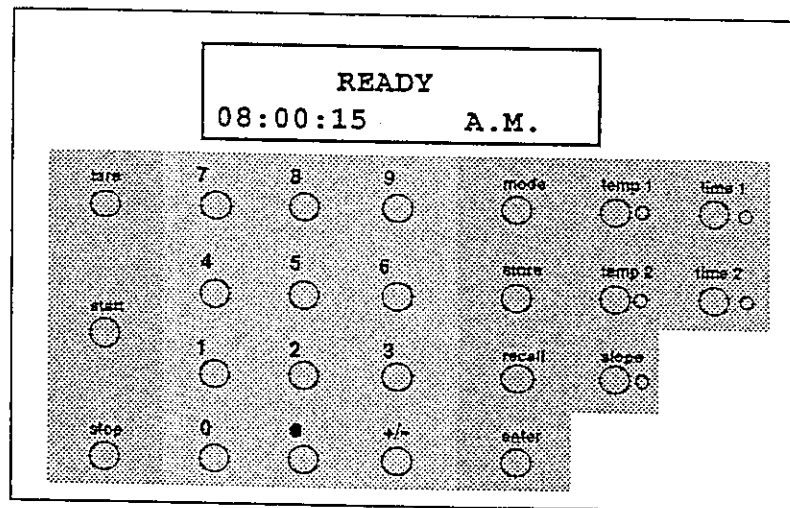 READY
08:00:15 A.M.
tare 7 8 9 mode temp 1 time 1
4 5 6 store temp 2 time 2
start
1 2 3 recall slope
stop 0 +/- enter